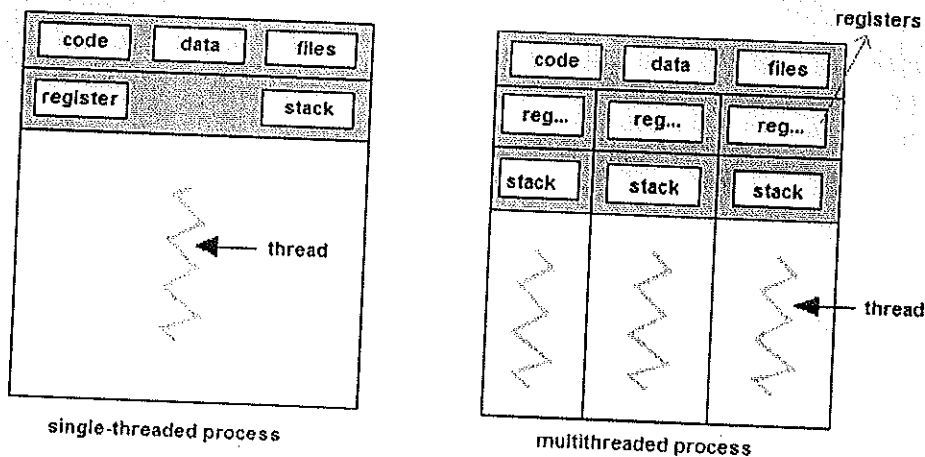 code data files
register stack
thread
single-threaded process
registers
code data files
reg... reg... reg...
stack stack stack
thread
multithreaded process